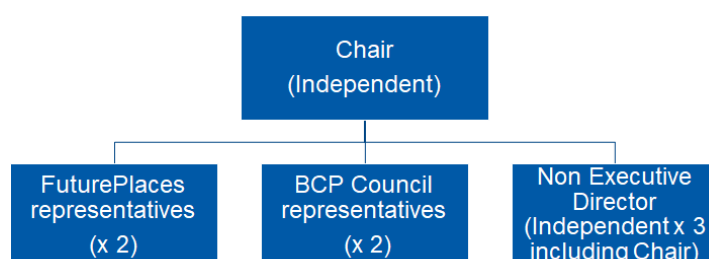 Chair
(Independent)
FuturePlaces
representatives
(x 2)
BCP Council
representatives
(x 2)
Non Executive
Director
(Independent x 3
including Chair)